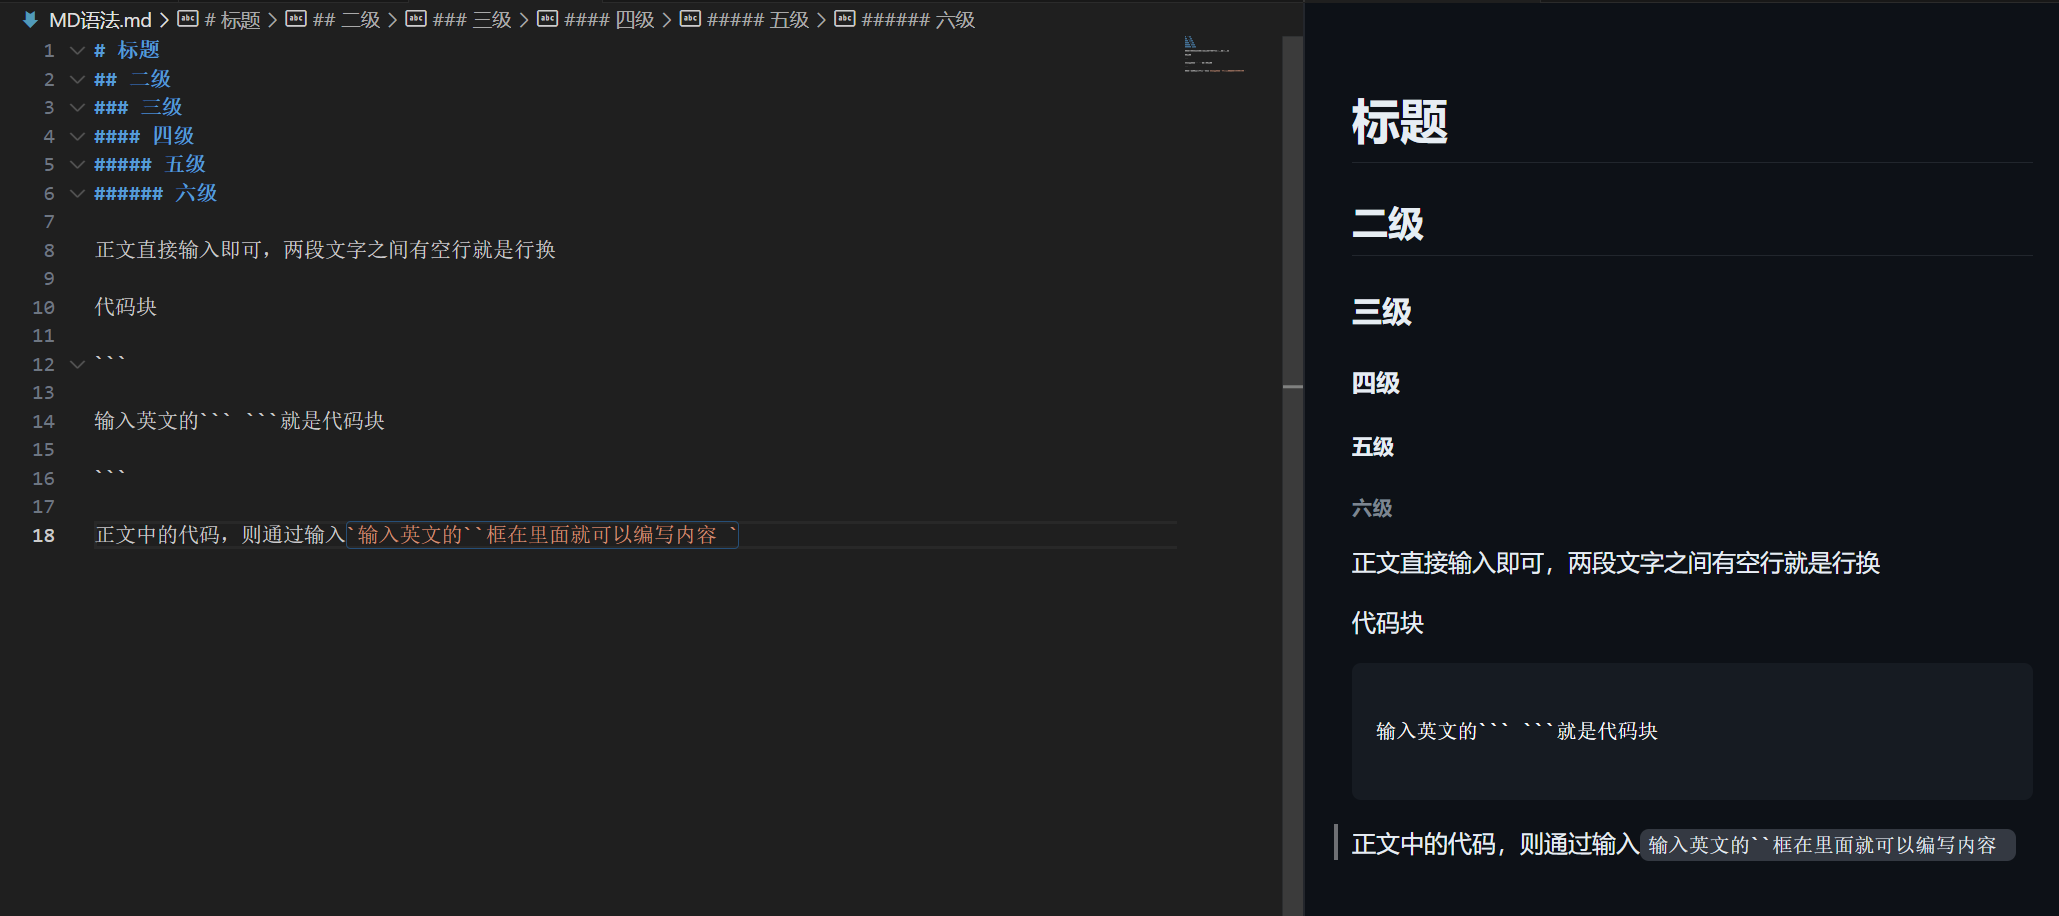 MD语法.md > # 标题 > ## 二级 > ### 三级 > #### 四级 > ##### 五级 > ###### 六级
1 # 标题
2 ## 二级
3 ### 三级
4 #### 四级
5 ##### 五级
6 ###### 六级
7
8 正文直接输入即可，两段文字之间有空行就是行换
9
10 代码块
11
12 ```
13
14 输入英文的``` ```就是代码块
15
16 ```
17
18 正文中的代码，则通过输入`输入英文的``框在里面就可以编写内容 `
标题
二级
三级
四级
五级
六级
正文直接输入即可，两段文字之间有空行就是行换
代码块
输入英文的``` ```就是代码块
正文中的代码，则通过输入输入英文的``框在里面就可以编写内容